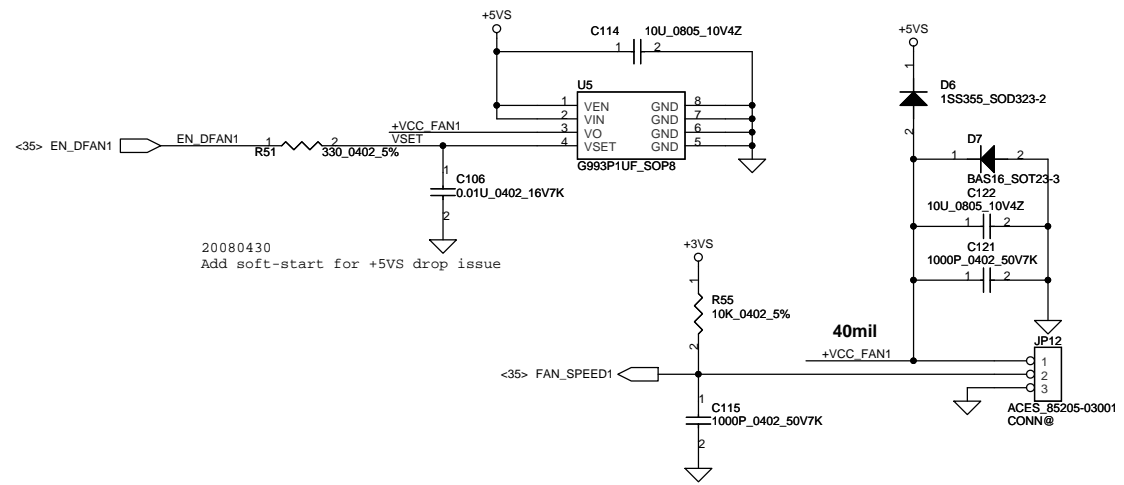 +5VS
C114 10U_0805_10V4Z
1 2
U5
1 VEN GND 8
2 VIN GND 7
+VCC_FAN1 3 VO GND 6
VSET 4 VSET GND 5
G993P1UF_SOP8
<35> EN_DFAN1 EN_DFAN1 1 2
R51 330_0402_5%
1
C106
0.01U_0402_16V7K
2
20080430
Add soft-start for +5VS drop issue
+5VS
1
D6
1SS355_SOD323-2
2
D7
1 2
BAS16_SOT23-3
C122
10U_0805_10V4Z
1 2
C121
1000P_0402_50V7K
1 2
+3VS
1
R55
10K_0402_5%
2
40mil
+VCC_FAN1
JP12
1
2
3
ACES_85205-03001
CONN@
<35> FAN_SPEED1
1
C115
1000P_0402_50V7K
2